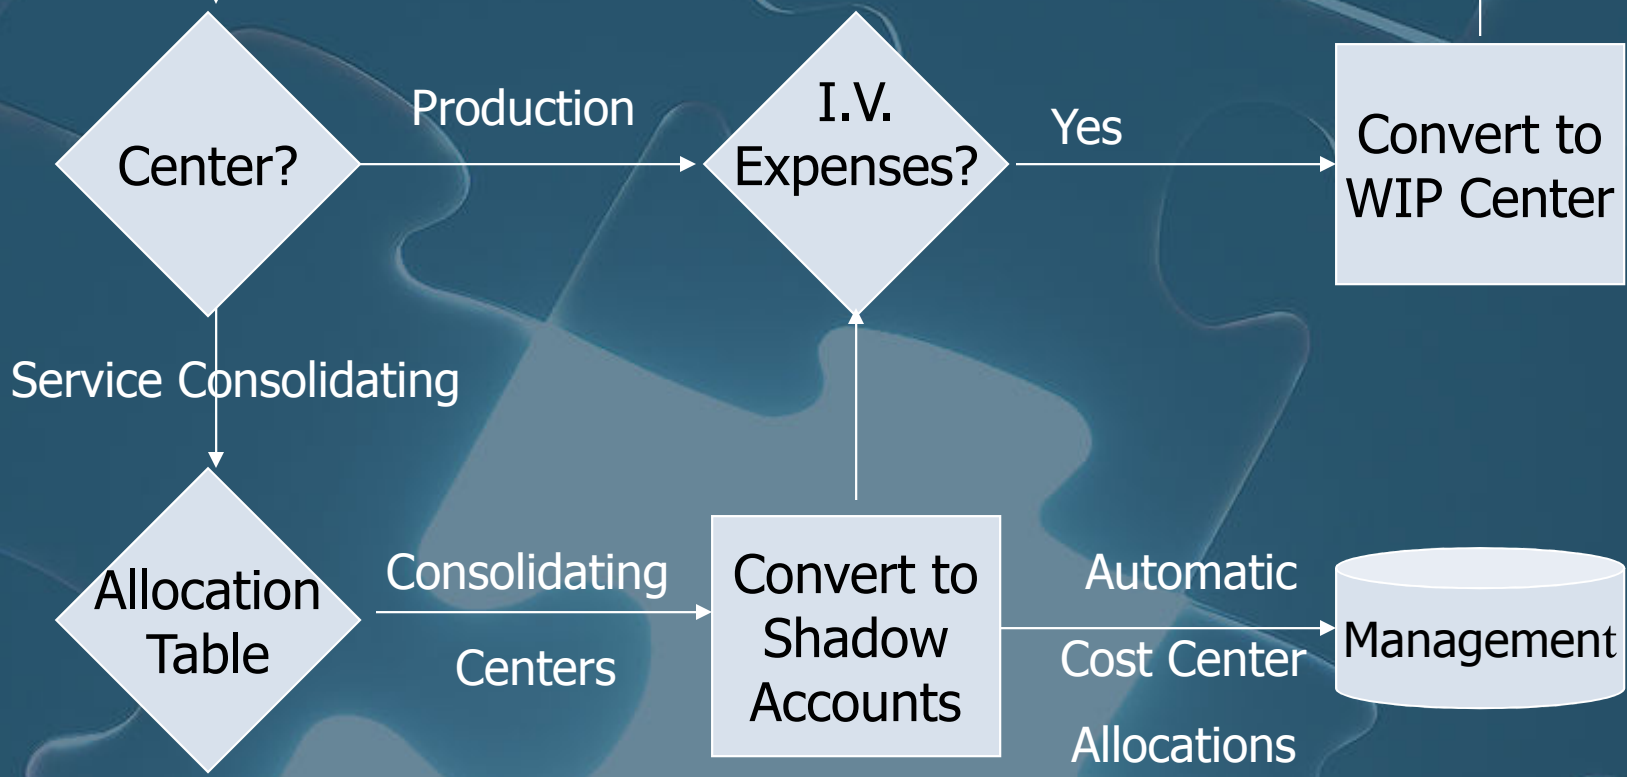 Center?
Production
I.V.
Expenses?
Yes
Convert to
WIP Center
Service Consolidating
Allocation
Table
Consolidating
Centers
Convert to
Shadow
Accounts
Automatic
Cost Center
Allocations
Management